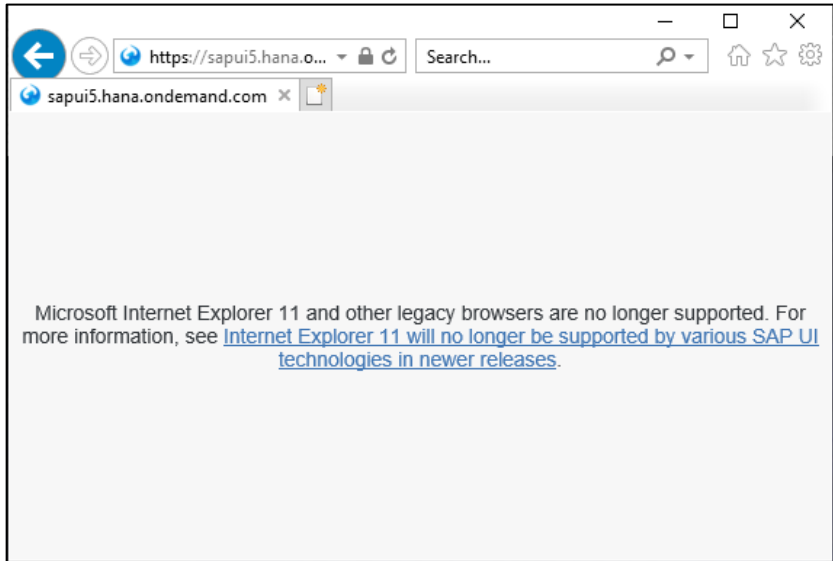 https://sapui5.hana.o...
Search...
sapui5.hana.ondemand.com
Microsoft Internet Explorer 11 and other legacy browsers are no longer supported. For
more information, see Internet Explorer 11 will no longer be supported by various SAP UI
technologies in newer releases.